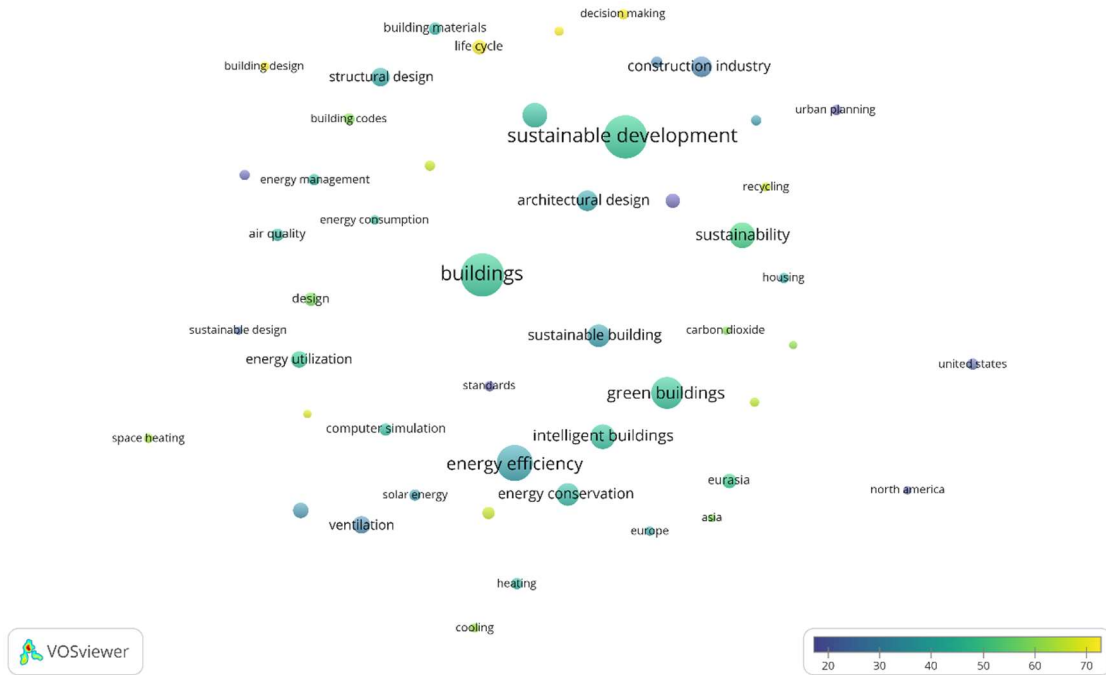 decision making
building materials
life cycle
building design
construction industry
structural design
urban planning
building codes
sustainable development
energy management
recycling
architectural design
energy consumption
air quality
sustainability
buildings
housing
design
sustainable design
sustainable building
carbon dioxide
energy utilization
united states
standards
green buildings
computer simulation
intelligent buildings
space heating
energy efficiency
eurasia
north america
solar energy
energy conservation
asia
ventilation
europe
heating
cooling
VOSviewer
20 30 40 50 60 70